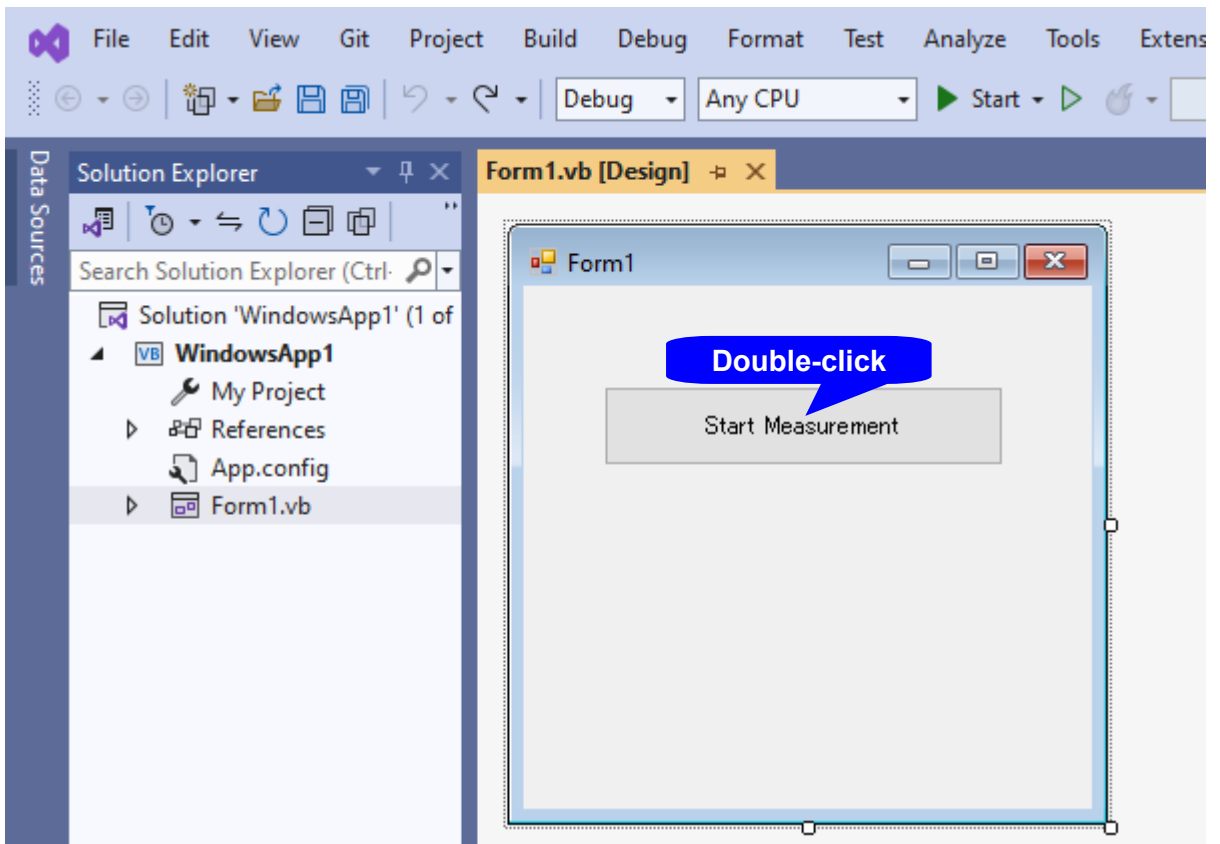 File Edit View Git Project Build Debug Format Test Analyze Tools Extens
Debug Any CPU Start
Data Sources
Solution Explorer
Search Solution Explorer (Ctrl-
Solution 'WindowsApp1' (1 of
VB WindowsApp1
My Project
References
App.config
Form1.vb
Form1.vb [Design]
Form1
Double-click
Start Measurement